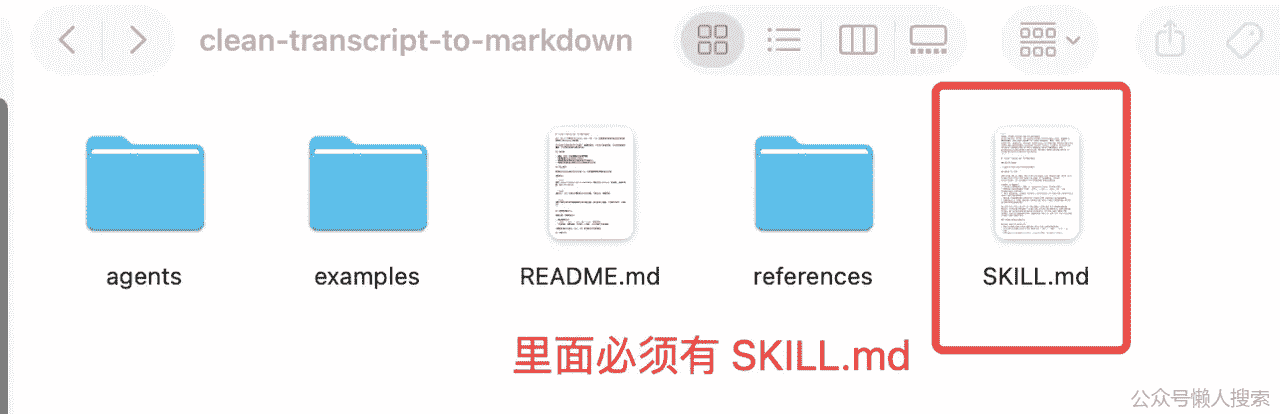 clean-transcript-to-markdown
agents
examples
README.md
references
SKILL.md
里面必须有 SKILL.md
公众号懒人搜索